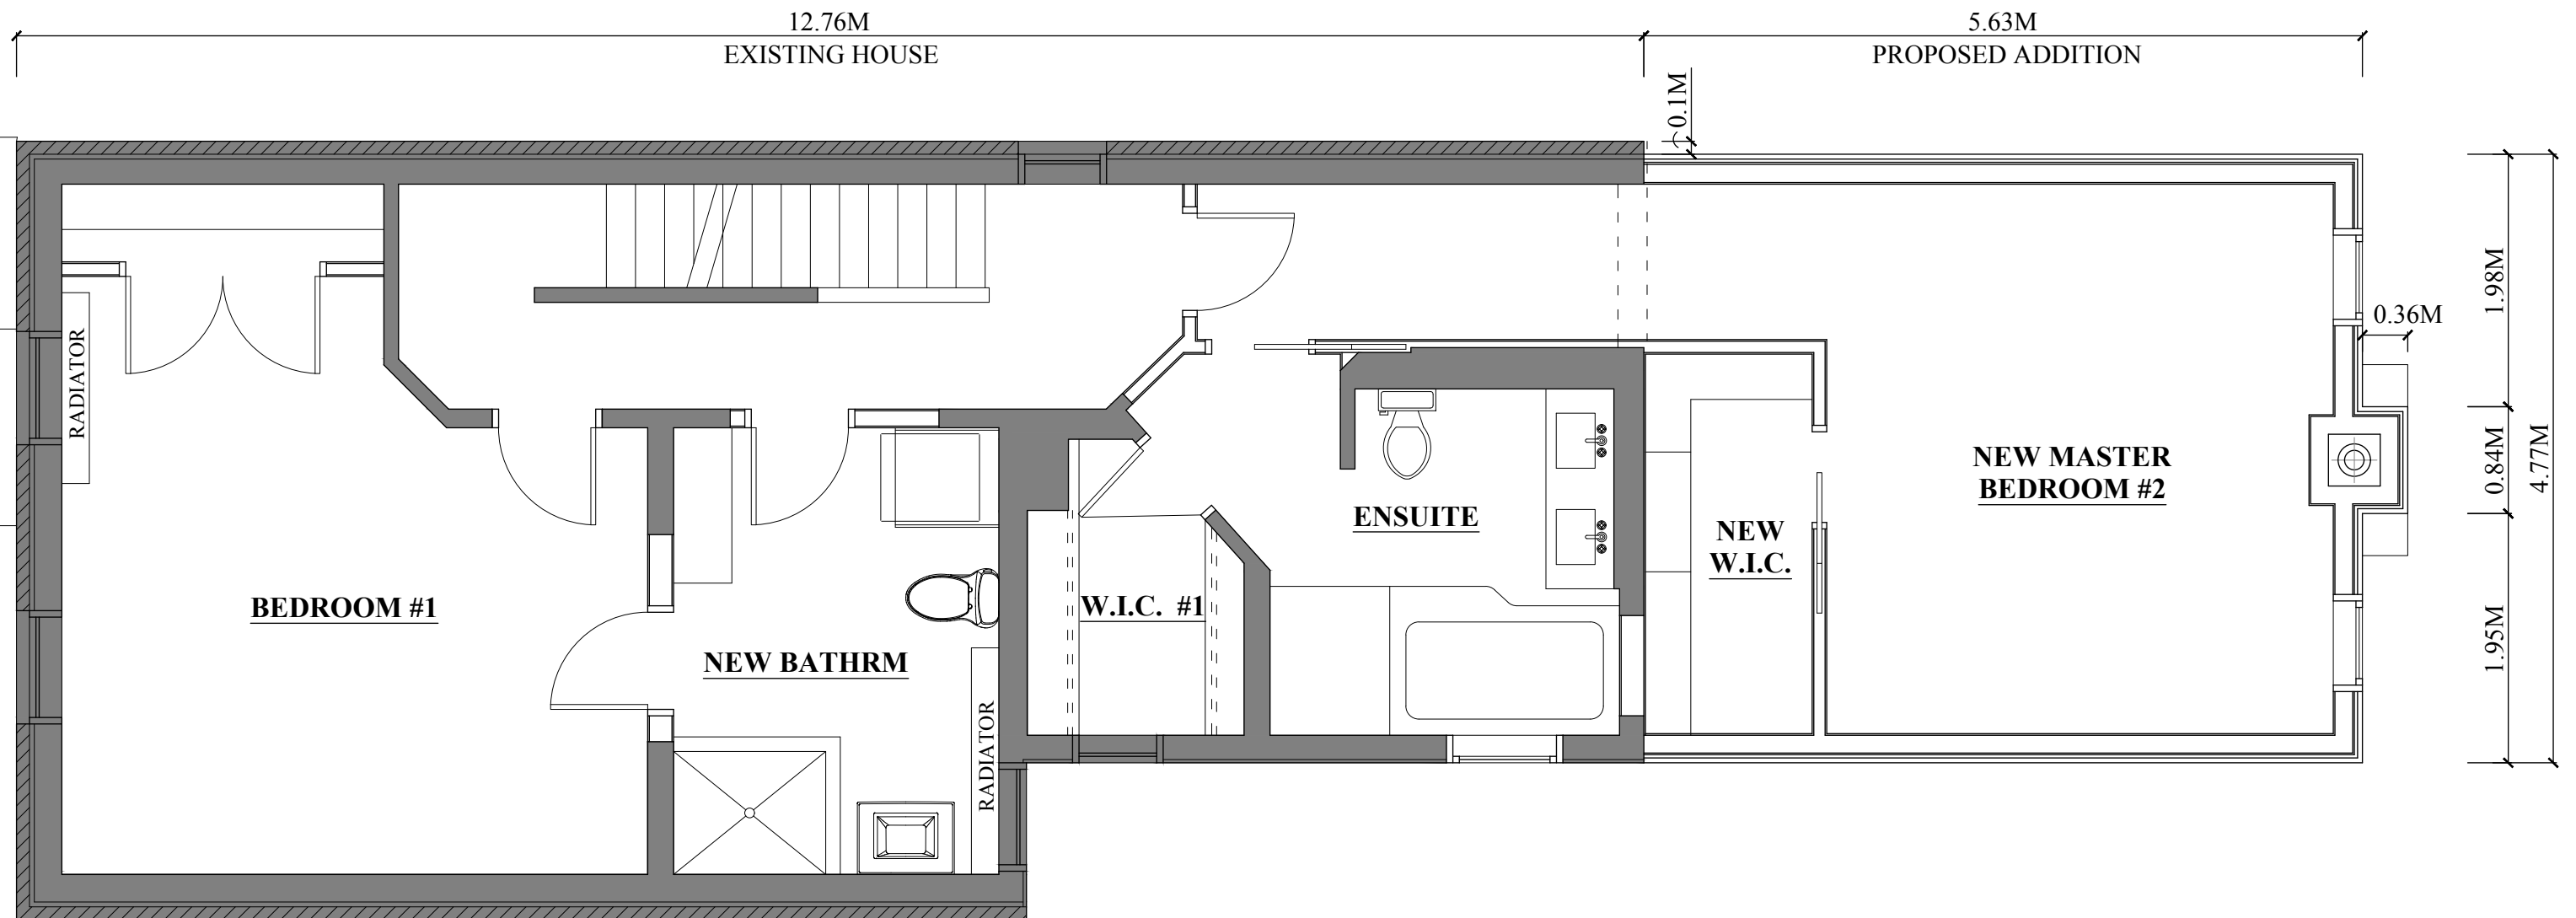 12.76M
EXISTING HOUSE
5.63M
PROPOSED ADDITION
0.1M
1.98M
0.36M
0.84M
4.77M
1.95M
RADIATOR
BEDROOM #1
NEW BATHRM
RADIATOR
W.I.C. #1
ENSUITE
NEW
W.I.C.
NEW MASTER
BEDROOM #2